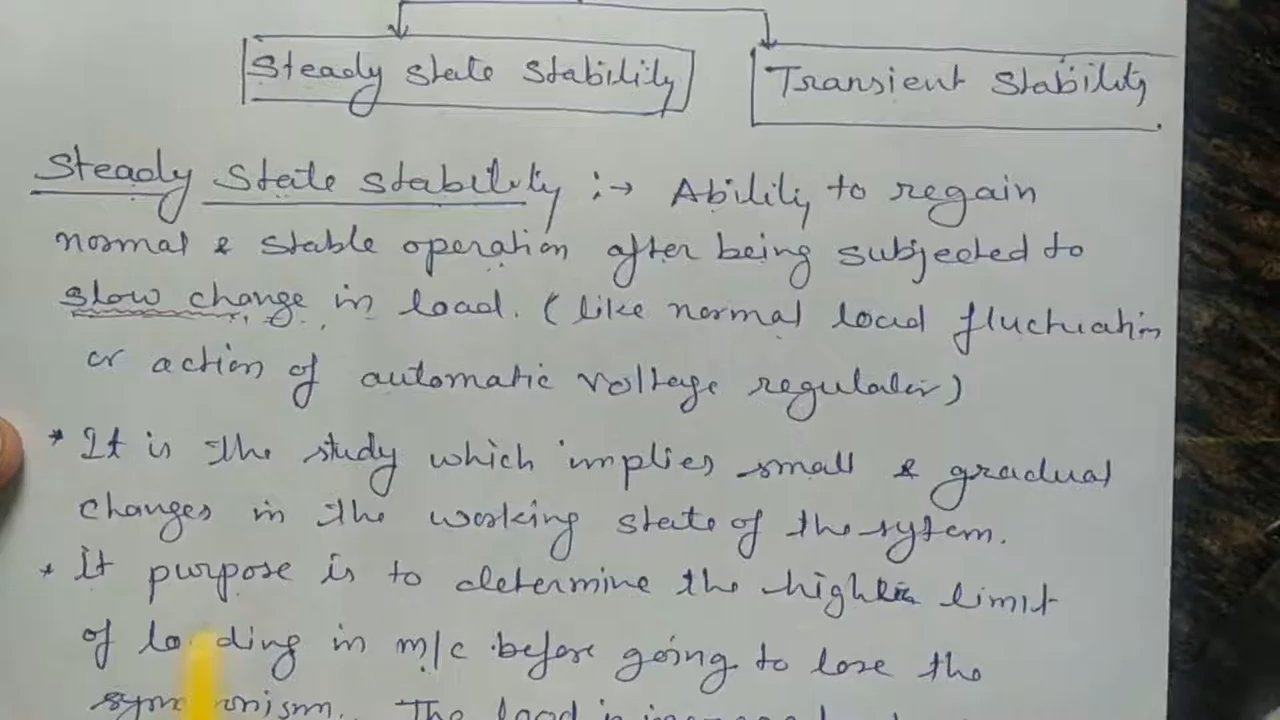 Steady state stability
Transient stability
Steady state stability :→ Ability to regain
normal & stable operation after being subjected to
slow change in load. (like normal load fluctuation
or action of automatic voltage regulator)
* It is the study which implies small & gradual
changes in the working state of the system.
* It purpose is to determine the higher limit
of loading in m/c before going to lose the
The load is